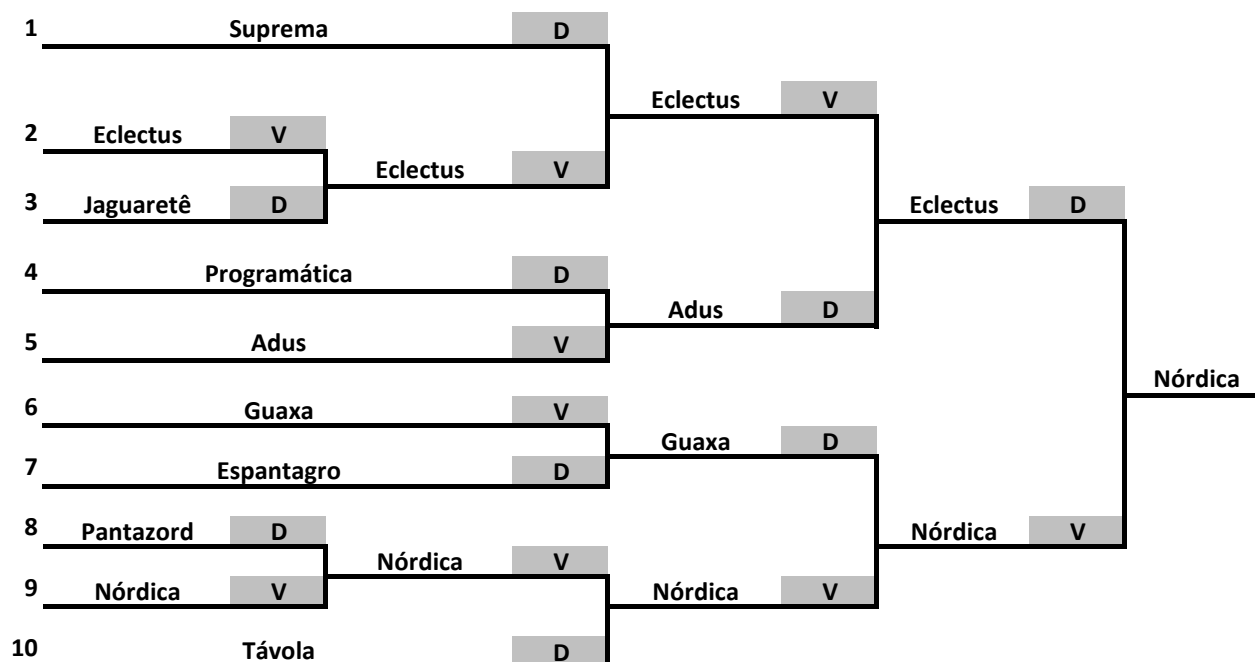 1 Suprema D
Eclectus V
2 Eclectus V
Eclectus V
3 Jaguaretê D
Eclectus D
4 Programática D
Adus D
5 Adus V
Nórdica
6 Guaxa V
Guaxa D
7 Espantagro D
8 Pantazord D
Nórdica V
Nórdica V
9 Nórdica V
Nórdica V
10 Távola D